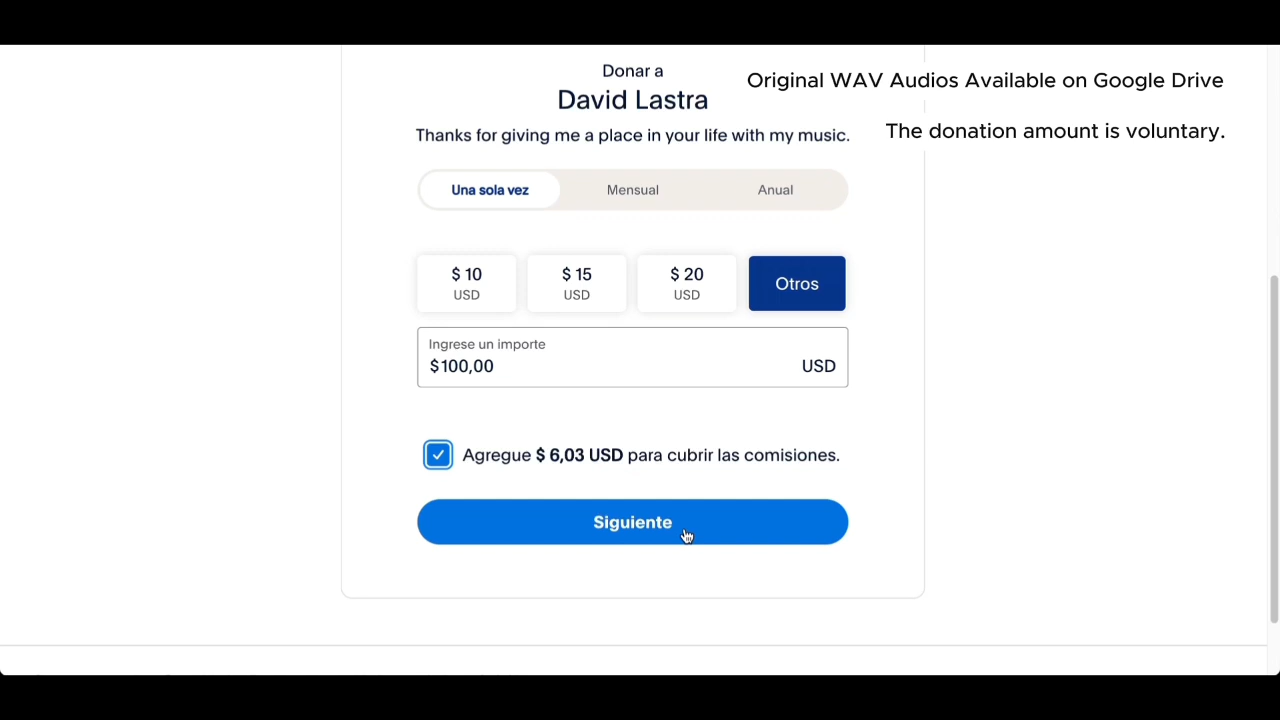 Donar a
David Lastra
Original WAV Audios Available on Google Drive
Thanks for giving me a place in your life with my music.
The donation amount is voluntary.
Una sola vez
Mensual
Anual
$ 10
USD
$ 15
USD
$ 20
USD
Otros
Ingrese un importe
$100,00
USD
Agregue $ 6,03 USD para cubrir las comisiones.
Siguiente